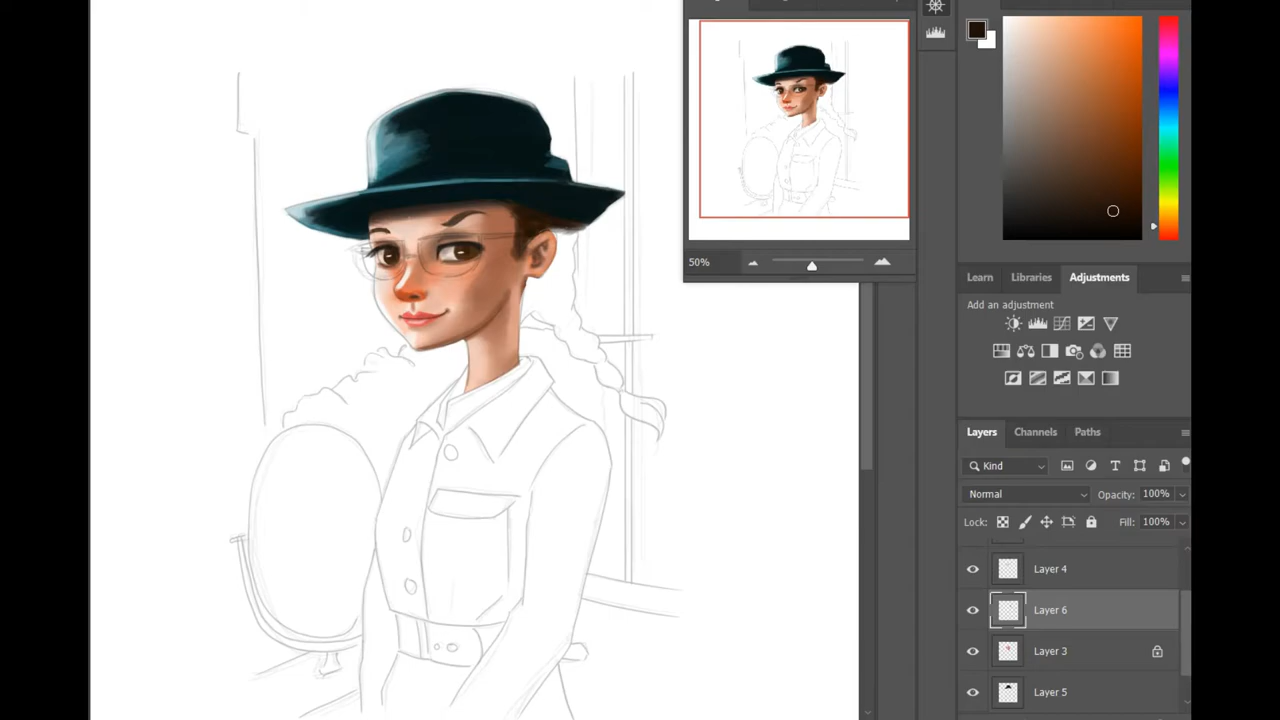 50%
Learn Libraries Adjustments
Add an adjustment
Layers Channels Paths
Kind
Normal Opacity: 100%
Lock: Fill: 100%
Layer 4
Layer 6
Layer 3
Layer 5